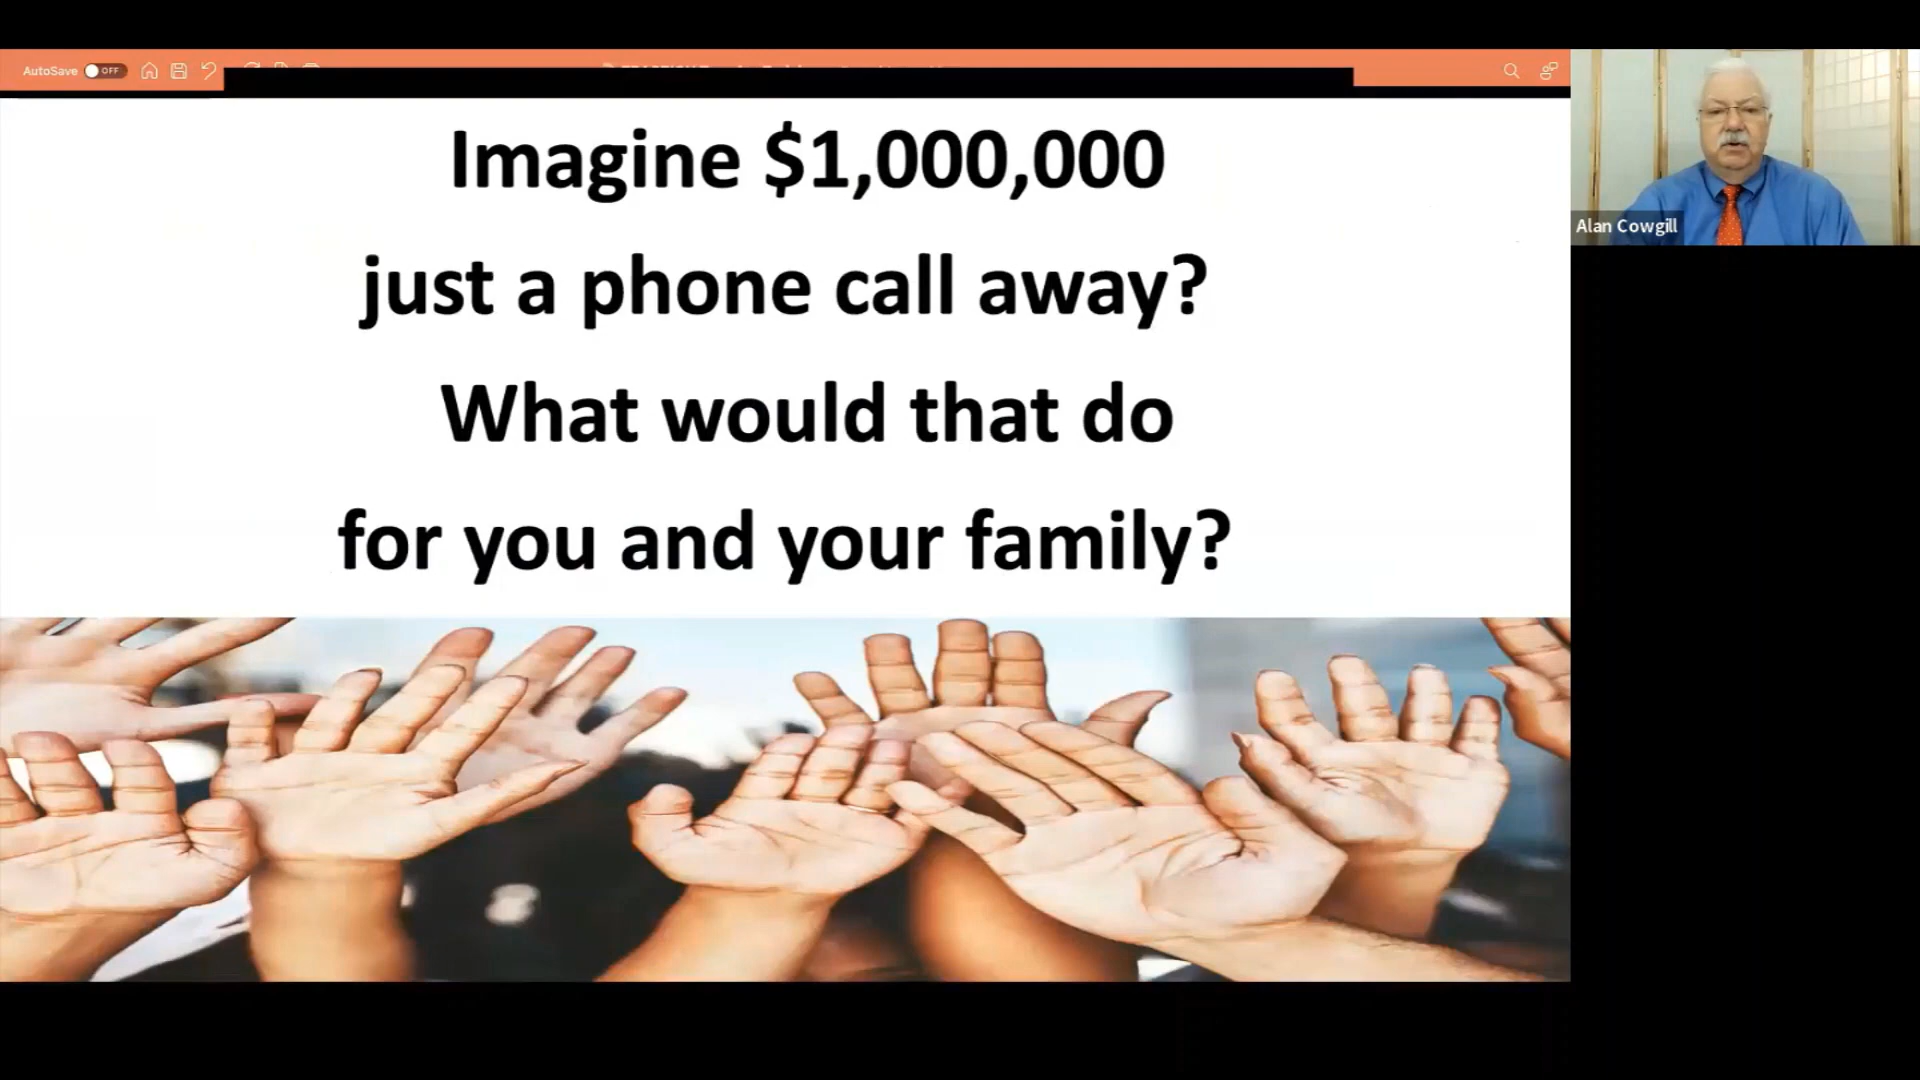 AutoSave OFF
Imagine $1,000,000
just a phone call away?
What would that do
for you and your family?
Alan Cowgill